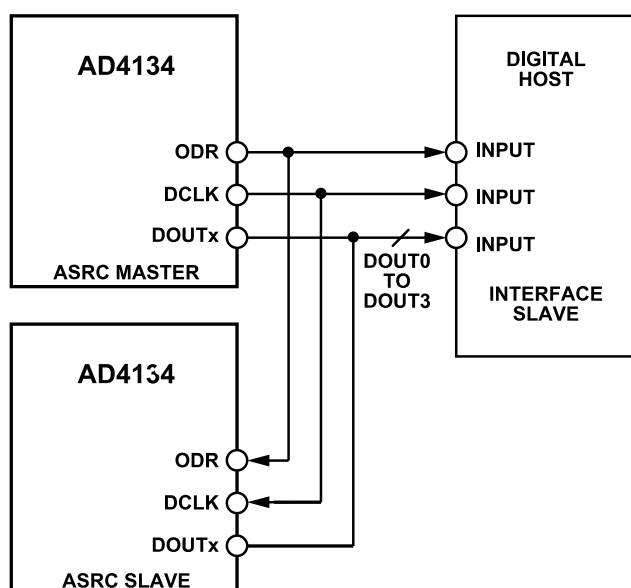 AD4134
ODR
DCLK
DOUTx
ASRC MASTER
DIGITAL
HOST
INPUT
INPUT
INPUT
DOUT0
TO
DOUT3
INTERFACE
SLAVE
AD4134
ODR
DCLK
DOUTx
ASRC SLAVE